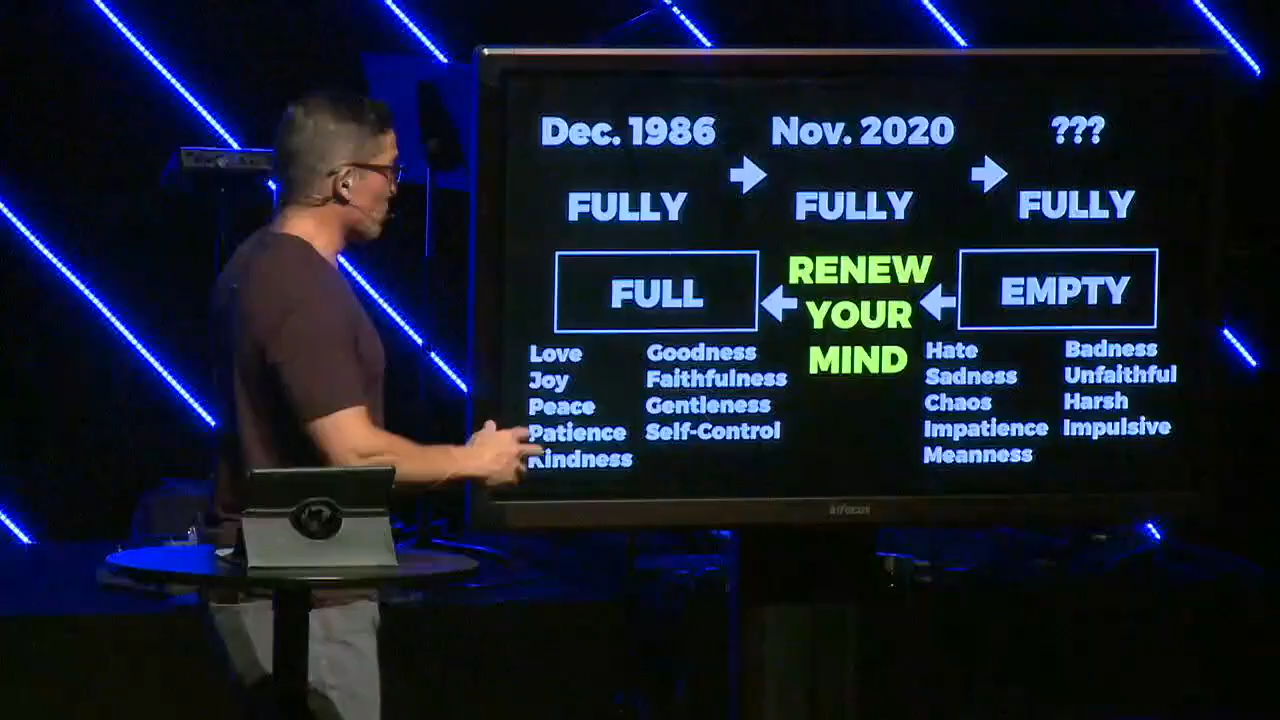 Dec. 1986 Nov. 2020 ???
FULLY FULLY FULLY
FULL
RENEW
YOUR
MIND
EMPTY
Love Goodness
Joy Faithfulness
Peace Gentleness
Patience Self-Control
Kindness
Hate Badness
Sadness Unfaithful
Chaos Harsh
Impatience Impulsive
Meanness